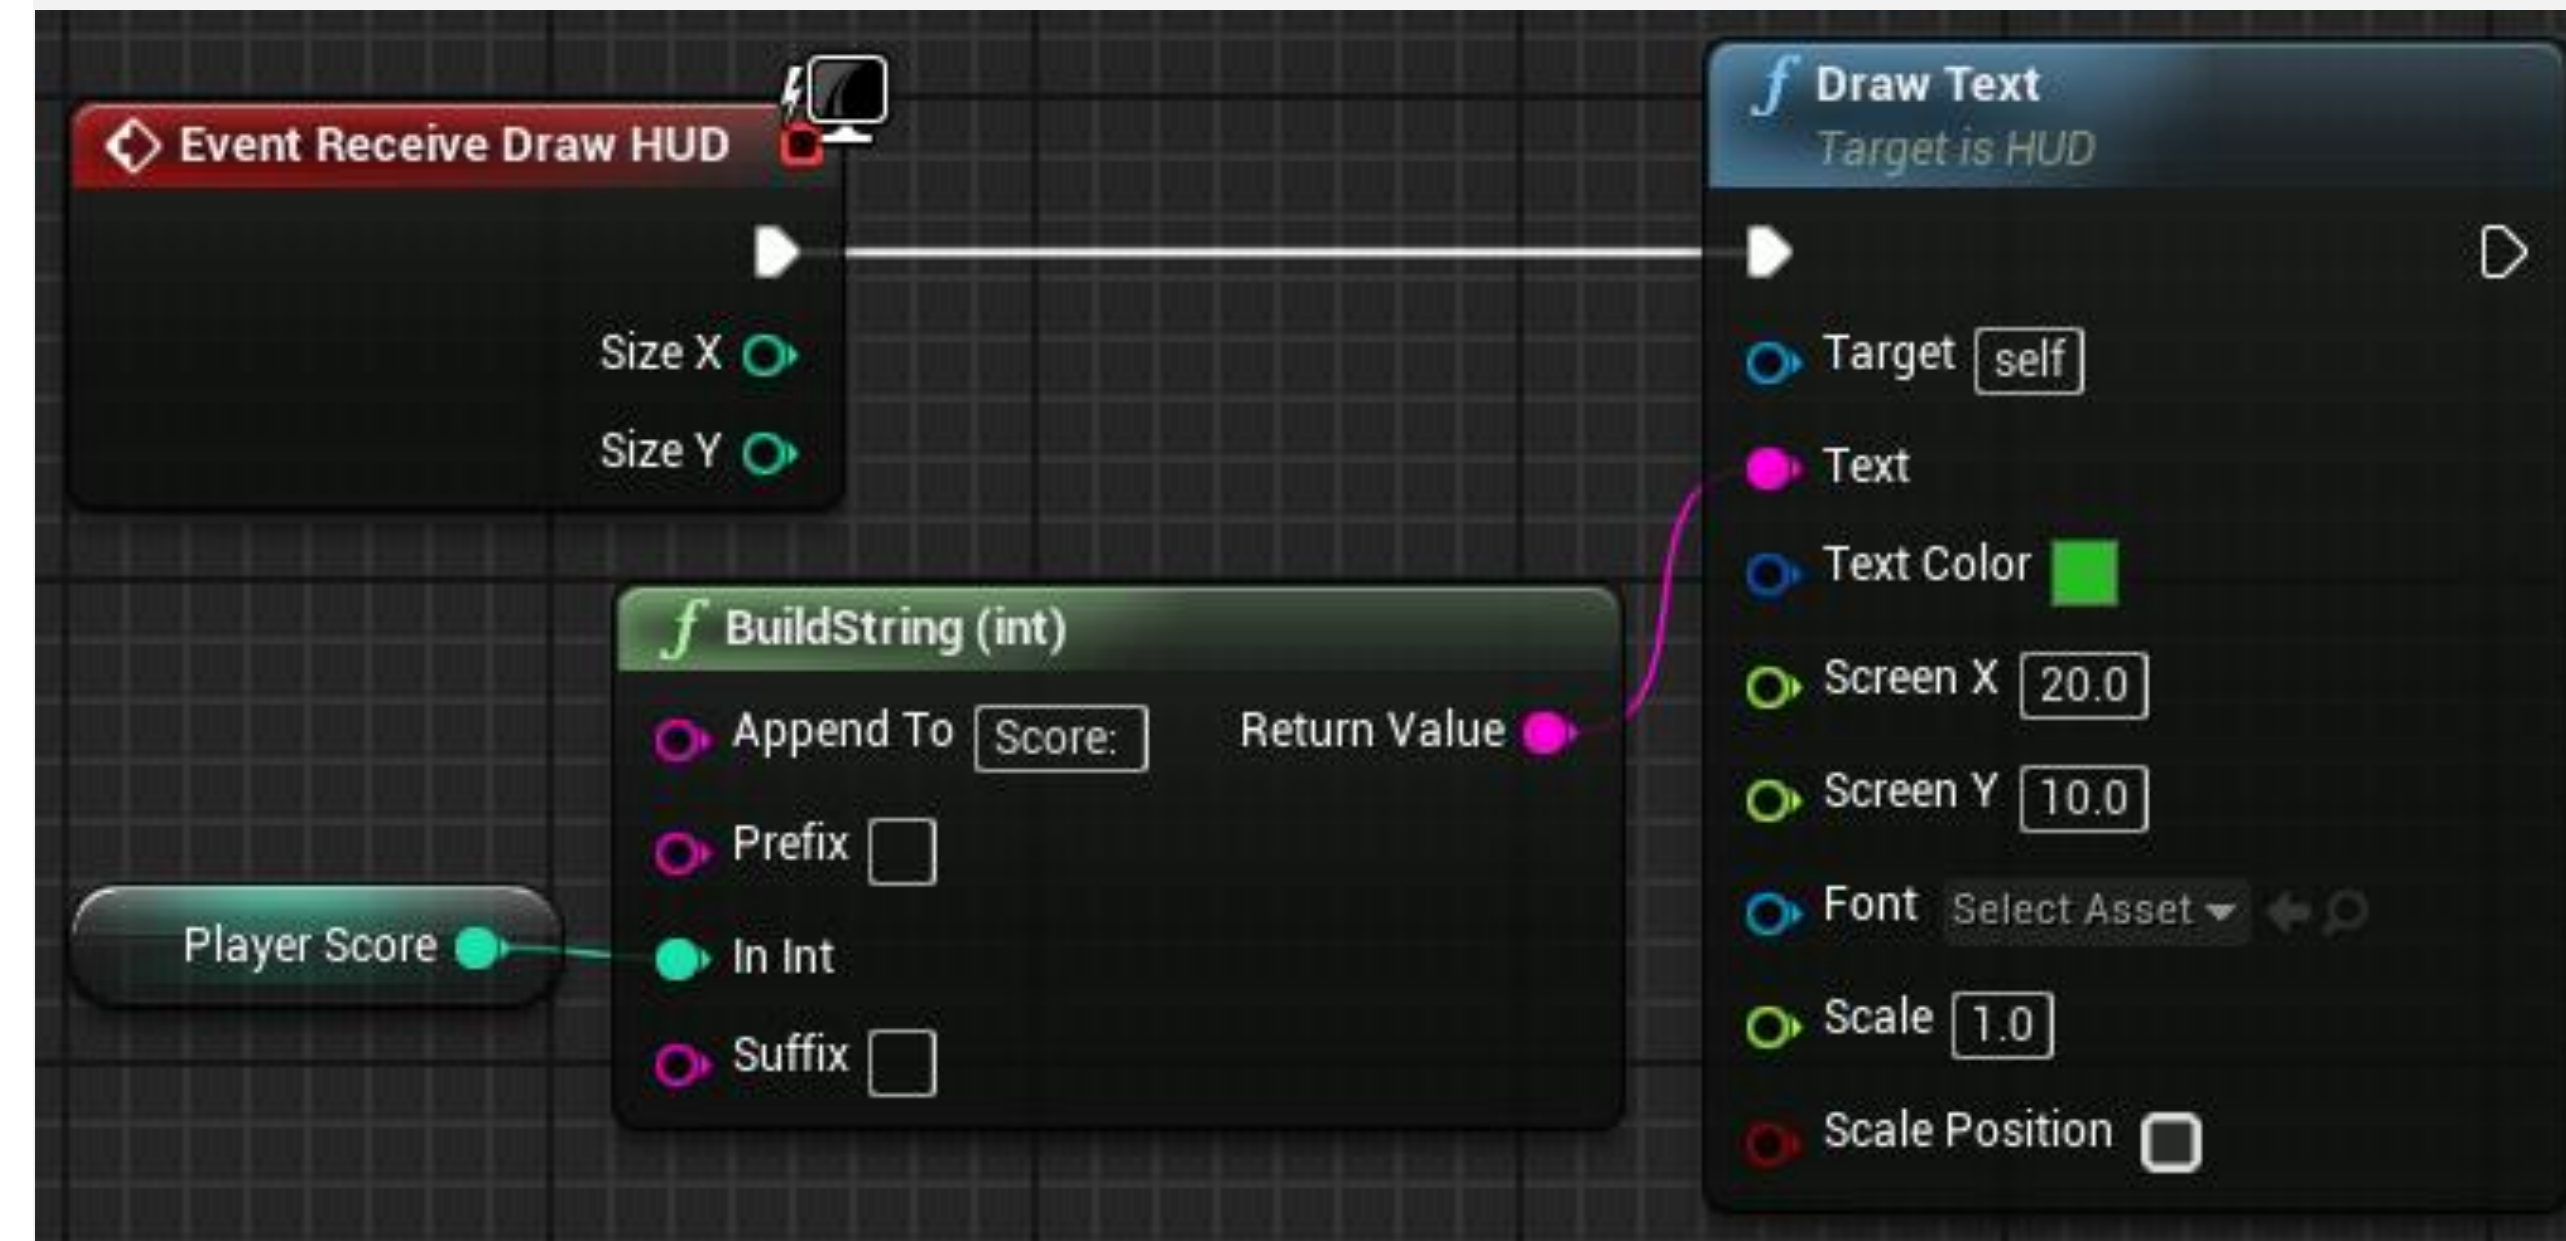 Event Receive Draw HUD
Size X
Size Y
Player Score
f BuildString (int)
Append To Score: Return Value
Prefix
In Int
Suffix
f Draw Text
Target is HUD
Target self
Text
Text Color
Screen X 20.0
Screen Y 10.0
Font Select Asset
Scale 1.0
Scale Position